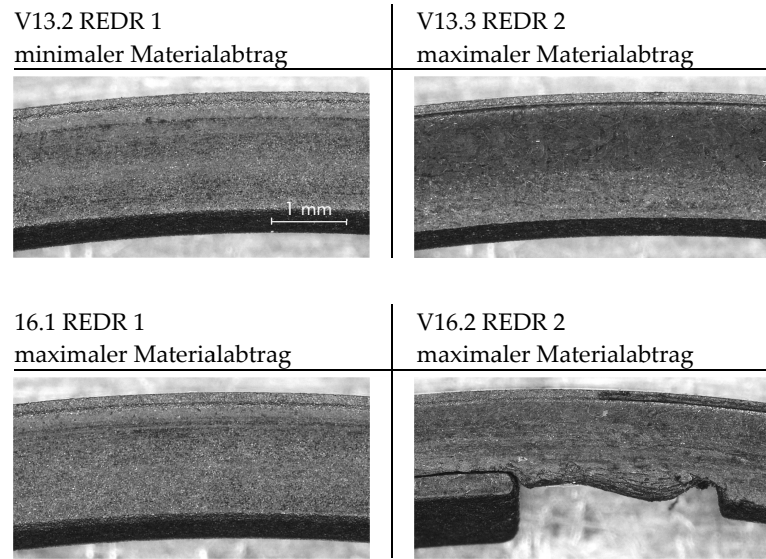 V13.2 REDR 1
minimaler Materialabtrag
V13.3 REDR 2
maximaler Materialabtrag
1 mm
16.1 REDR 1
maximaler Materialabtrag
V16.2 REDR 2
maximaler Materialabtrag